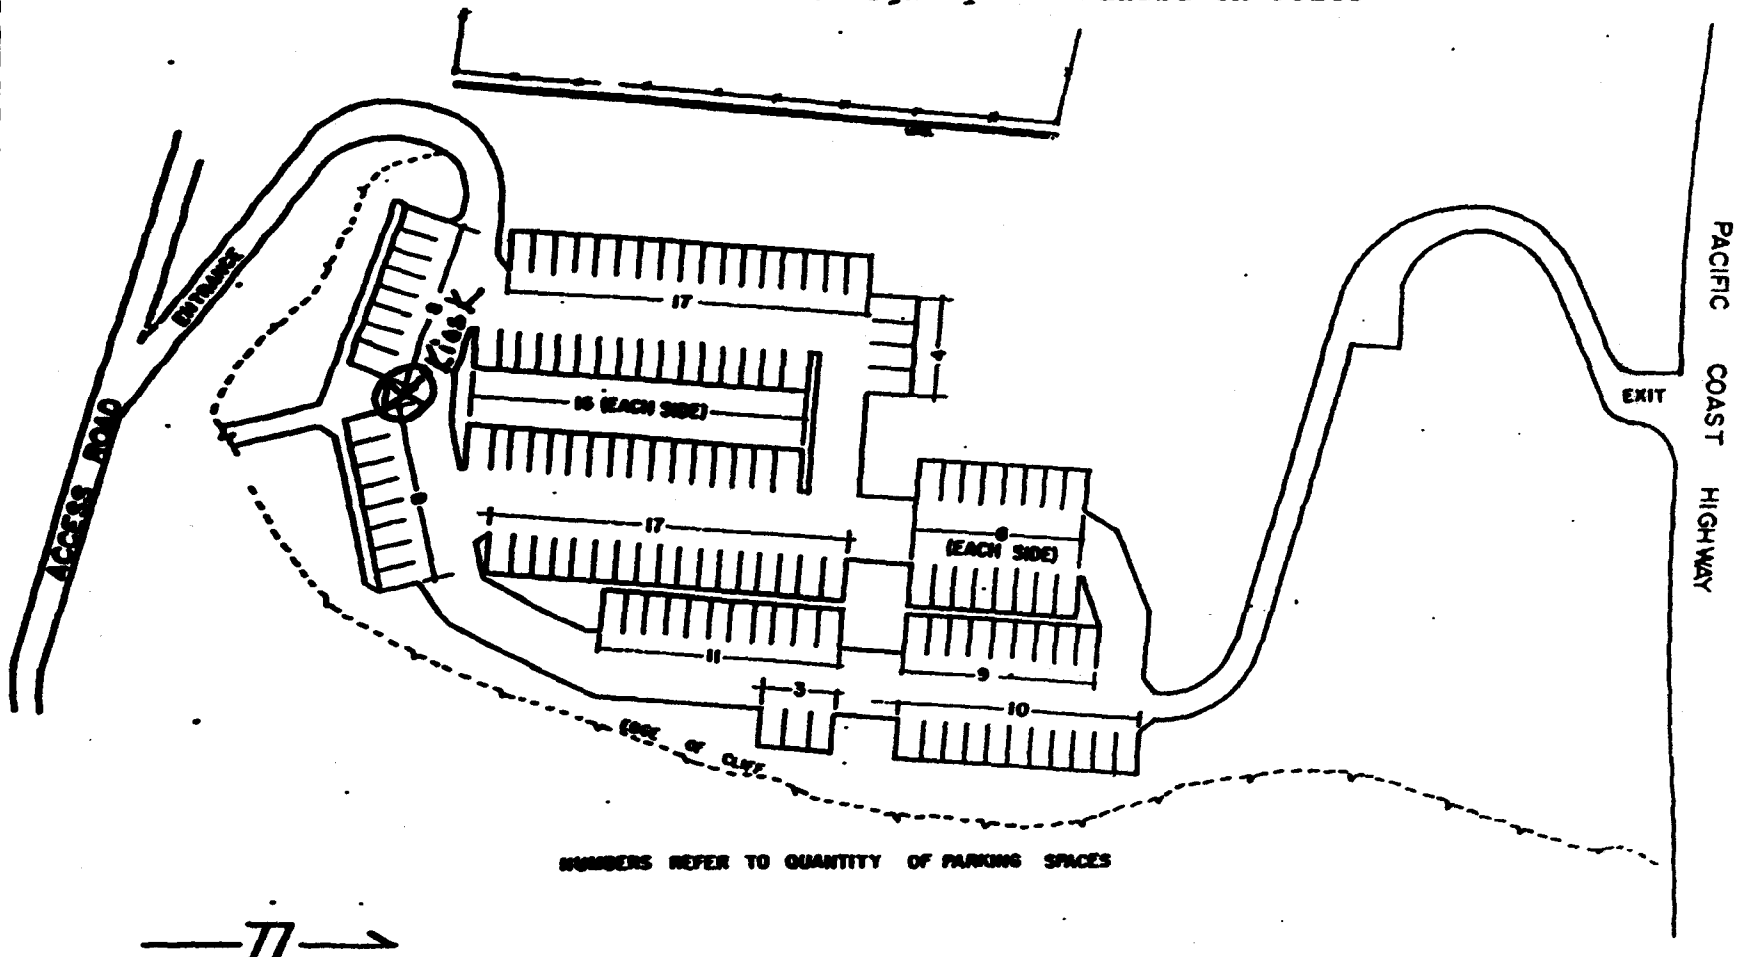 ENTRANCE
17
8
KiosK
4
16 (EACH SIDE)
EXIT
PACIFIC COAST HIGHWAY
ACCESS ROAD
17
8
(EACH SIDE)
11
9
3
10
EDGE OF CLIFF
NUMBERS REFER TO QUANTITY OF PARKING SPACES